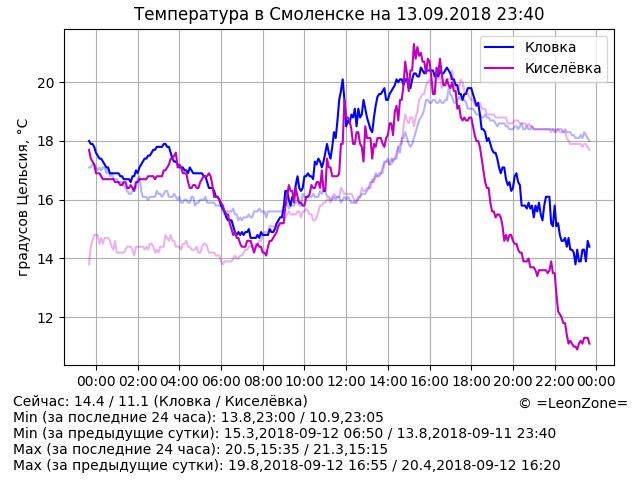 Температура в Смоленске на 13.09.2018 23:40
Кловка
Киселёвка
градусов Цельсия, °C
20
18
16
14
12
00:00 02:00 04:00 06:00 08:00 10:00 12:00 14:00 16:00 18:00 20:00 22:00 00:00
Сейчас: 14.4 / 11.1 (Кловка / Киселёвка)
© =LeonZone=
Min (за последние 24 часа): 13.8,23:00 / 10.9,23:05
Min (за предыдущие сутки): 15.3,2018-09-12 06:50 / 13.8,2018-09-11 23:40
Max (за последние 24 часа): 20.5,15:35 / 21.3,15:15
Max (за предыдущие сутки): 19.8,2018-09-12 16:55 / 20.4,2018-09-12 16:20